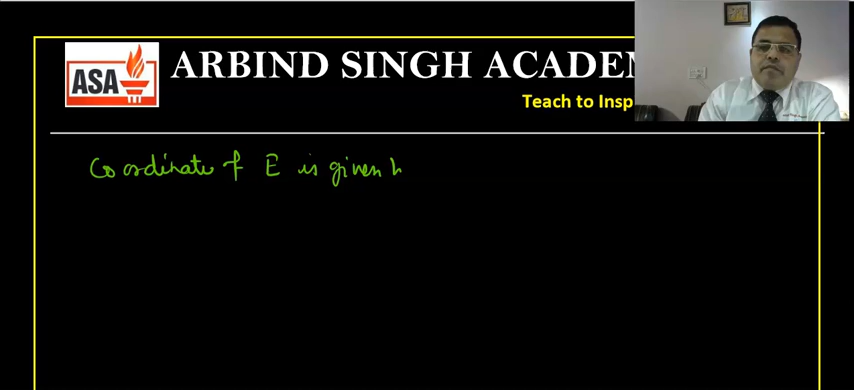 ASA ARBIND SINGH ACADEM
Teach to Insp
Coordinate of E is given